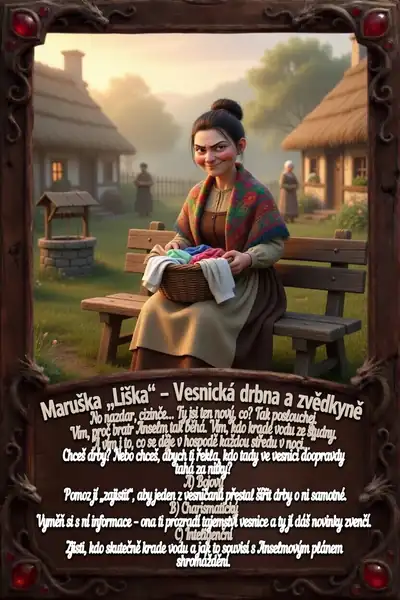 Maruška „Liška“ – Vesnická drbna a zvědkyně
No nazdar, cizinče... Ty jsi ten nový, co? Tak poslouchej.
Vím, proč bratr Anselm tak běhá. Vím, kdo krade vodu ze studny.
A vím i to, co se děje v hospodě každou středu v noci...
Chceš drby? Nebo chceš, abych ti řekla, kdo tady ve vesnici doopravdy
tahá za nitky?
A) Bojový
Pomoz jí „zajistit“, aby jeden z vesničanů přestal šířit drby o ní samotné.
B) Charismatický
Vyměň si s ní informace – ona ti prozradí tajemství vesnice a ty jí dáš novinky zvenčí.
C) Inteligenční
Zjisti, kdo skutečně krade vodu a jak to souvisí s Anselmovým plánem
shromáždění.